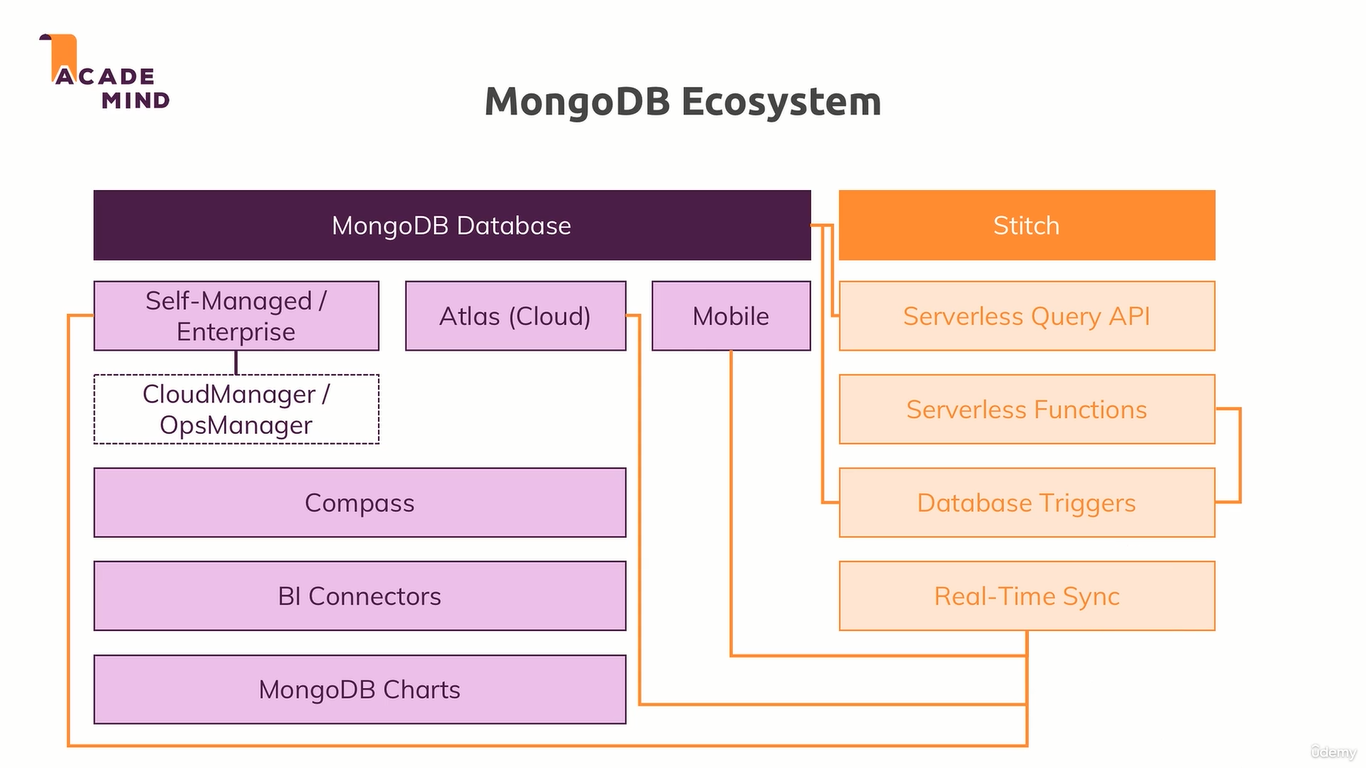 ACADE
MIND
MongoDB Ecosystem
MongoDB Database
Stitch
Self-Managed /
Enterprise
Atlas (Cloud)
Mobile
Serverless Query API
CloudManager /
OpsManager
Serverless Functions
Compass
Database Triggers
BI Connectors
Real-Time Sync
MongoDB Charts
ûdemy